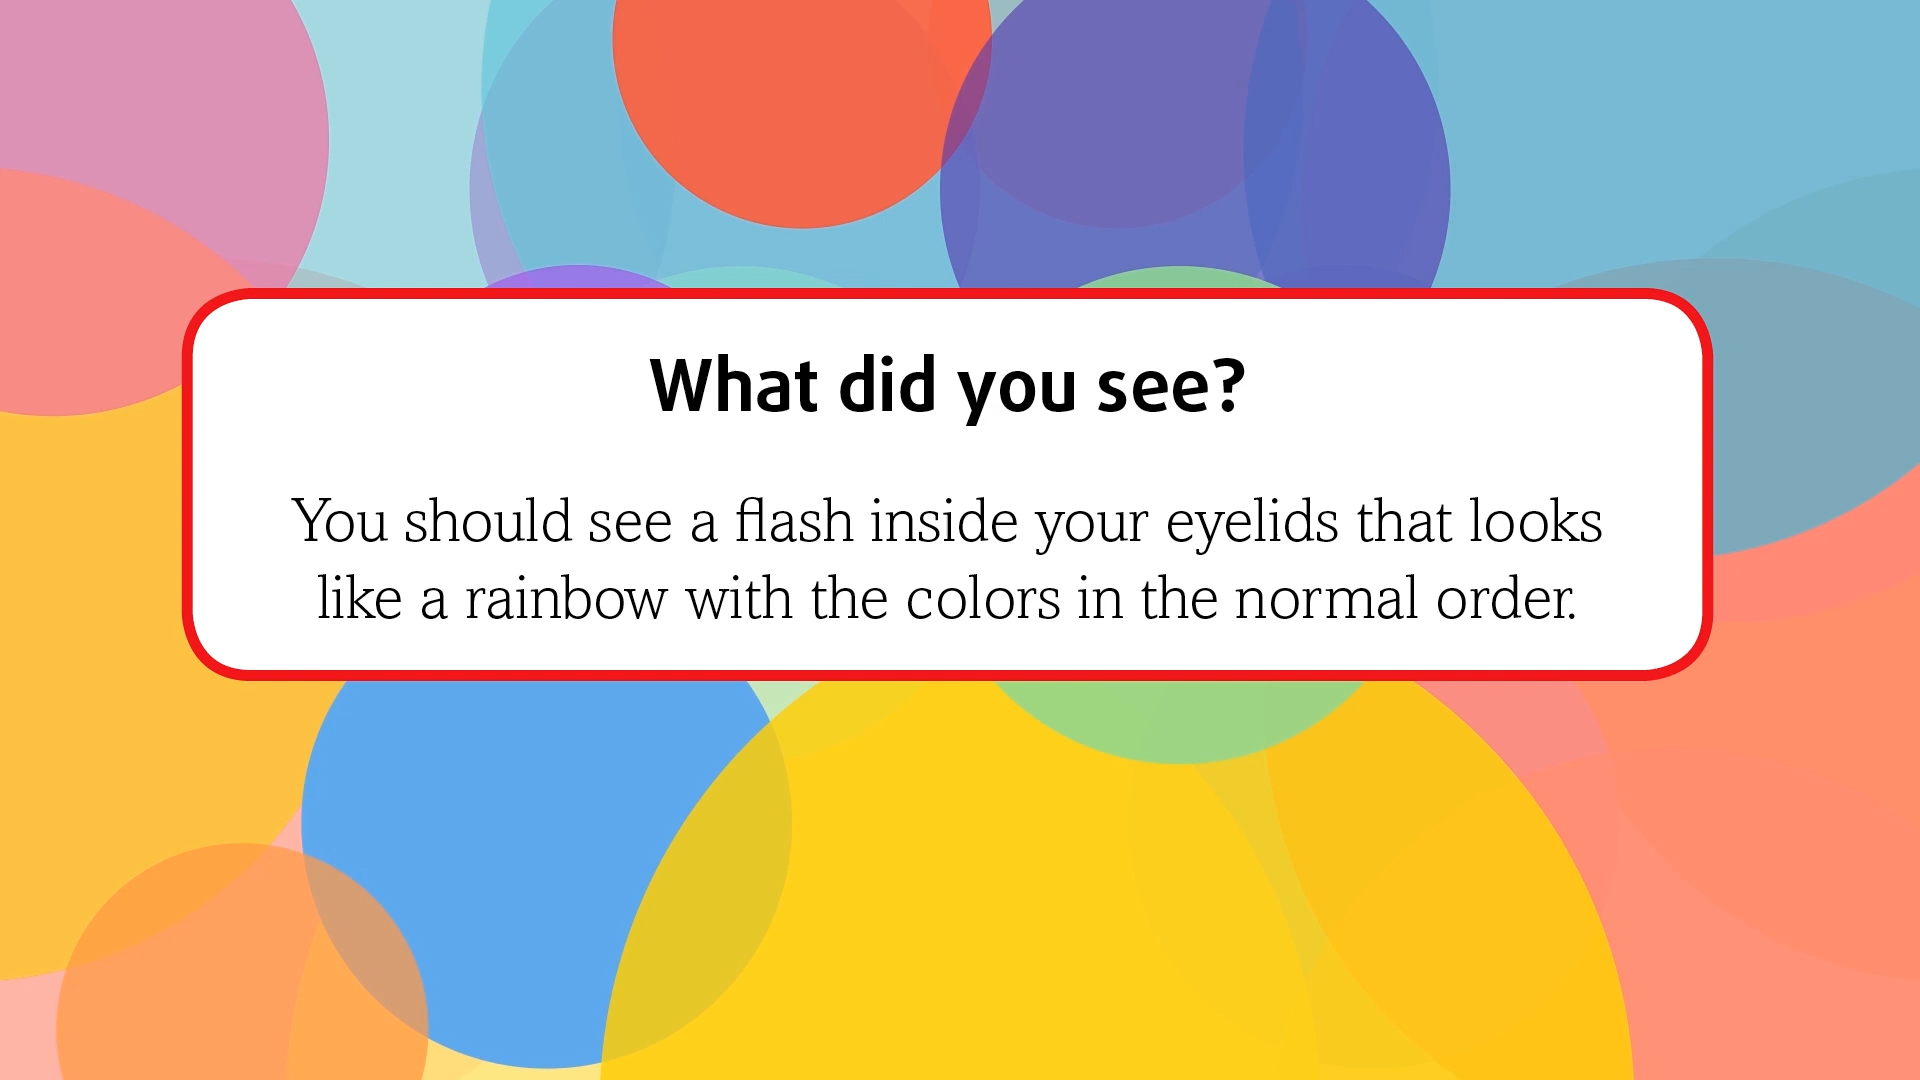 What did you see?
You should see a flash inside your eyelids that looks
like a rainbow with the colors in the normal order.